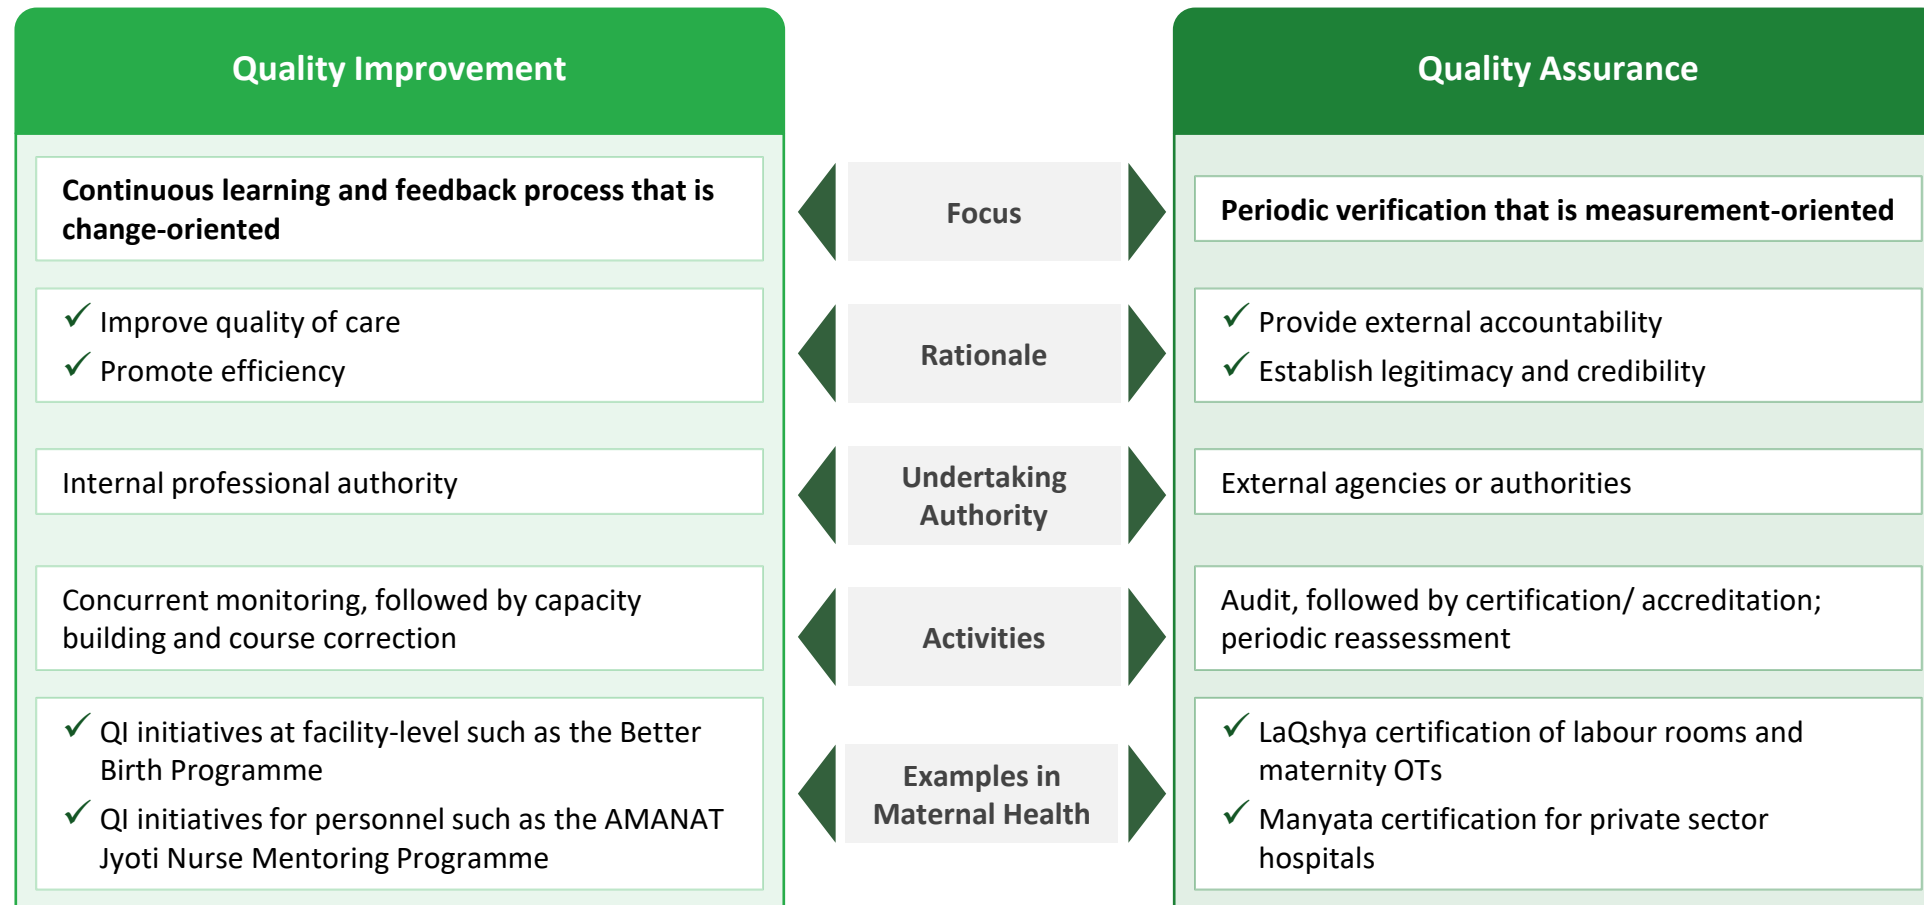 Quality Improvement
Quality Assurance
Continuous learning and feedback process that is
change-oriented
Focus
Periodic verification that is measurement-oriented
✓ Improve quality of care
✓ Promote efficiency
Rationale
✓ Provide external accountability
✓ Establish legitimacy and credibility
Internal professional authority
Undertaking
Authority
External agencies or authorities
Concurrent monitoring, followed by capacity
building and course correction
Activities
Audit, followed by certification/ accreditation;
periodic reassessment
✓ QI initiatives at facility-level such as the Better
Birth Programme
✓ QI initiatives for personnel such as the AMANAT
Jyoti Nurse Mentoring Programme
Examples in
Maternal Health
✓ LaQshya certification of labour rooms and
maternity OTs
✓ Manyata certification for private sector
hospitals